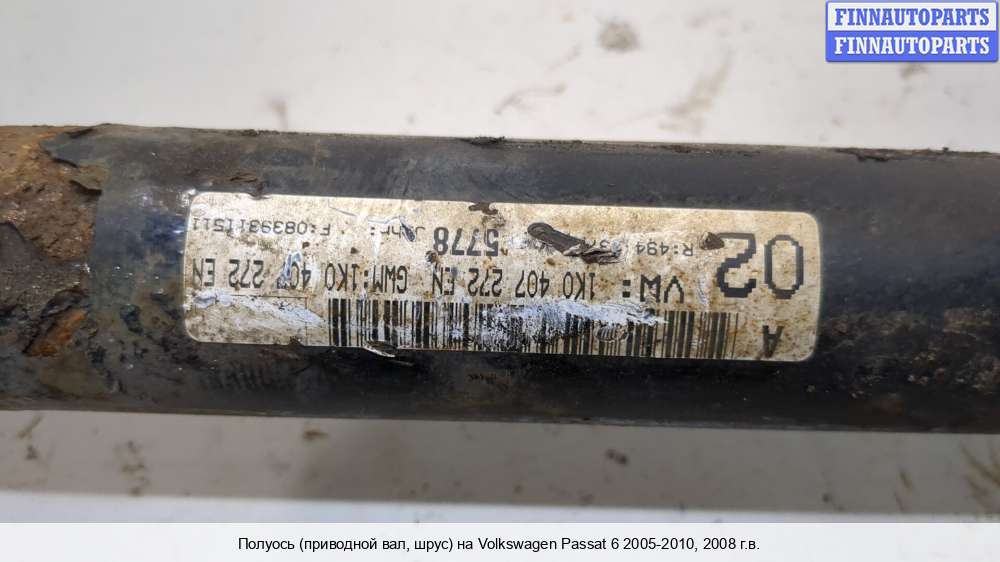 FINNAUTOPARTS
FINNAUTOPARTS
A
02
VW: 1K0 407 272 EN GWM:1K0 407 272 EN
5778
R:494
Полуось (приводной вал, шрус) на Volkswagen Passat 6 2005-2010, 2008 г.в.